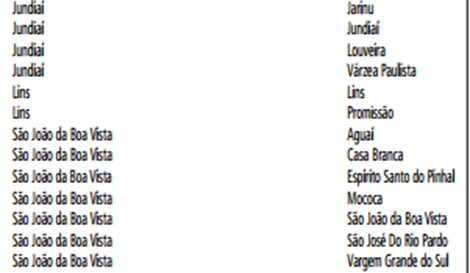 Jundiaí Jarinu
Jundiaí Jundiaí
Jundiaí Louveira
Jundiaí Várzea Paulista
Lins Lins
Lins Promissão
São João da Boa Vista Aguaí
São João da Boa Vista Casa Branca
São João da Boa Vista Espírito Santo do Pinhal
São João da Boa Vista Mococa
São João da Boa Vista São João da Boa Vista
São João da Boa Vista São José Do Rio Pardo
São João da Boa Vista Vargem Grande do Sul